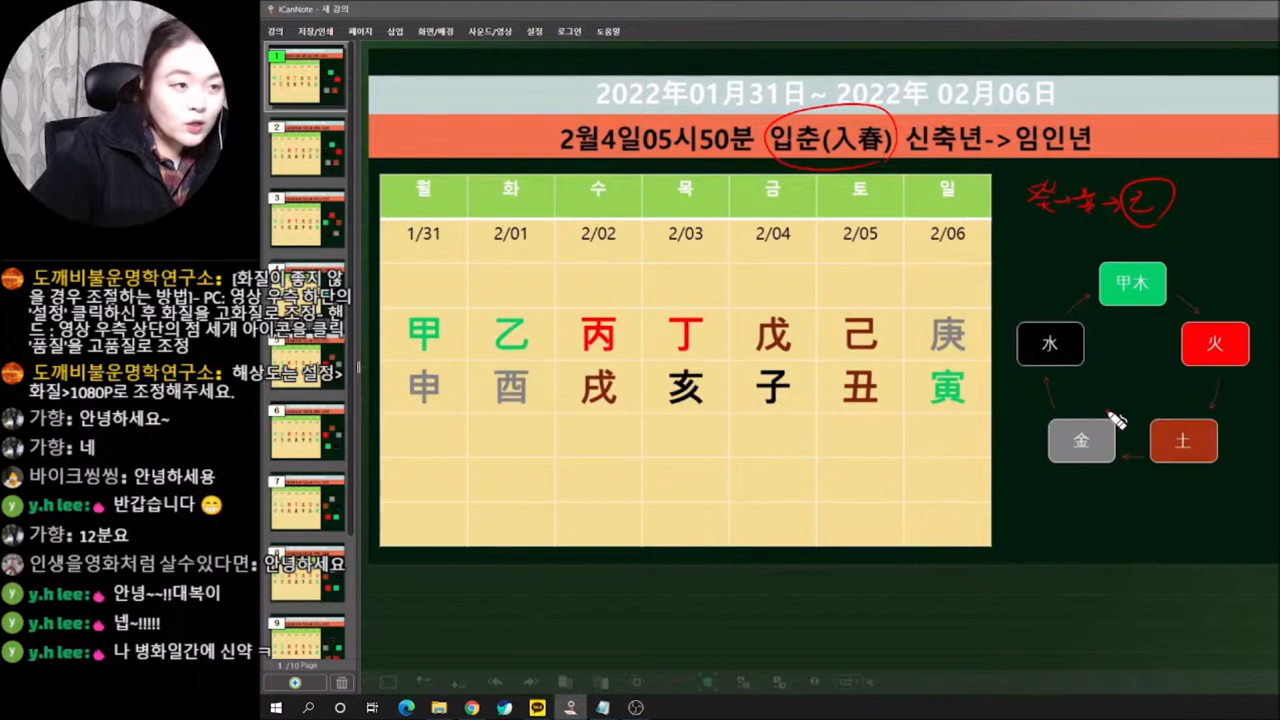 ICanNote - 새 강의
강의 저장/인쇄 페이지 삽입 화면/배경 사운드/영상 설정 로그인 도움말
2022年01月31日~ 2022年 02月06日
2월4일05시50분 입춘(入春) 신축년->임인년
월 화 수 목 금 토 일
1/31 2/01 2/02 2/03 2/04 2/05 2/06
甲 乙 丙 丁 戊 己 庚
申 酉 戌 亥 子 丑 寅
甲木
水 火
金 土
도깨비불운명학연구소: [화질이 좋지 않
을 경우 조절하는 방법]- PC: 영상 우측 하단의
'설정' 클릭하신 후 화질을 고화질로 조정 - 핸
드 : 영상 우측 상단의 점 세개 아이콘을 클릭
'품질'을 고품질로 조정
도깨비불운명학연구소: 해상도는 설정>
화질>1080P로 조정해주세요.
가향: 안녕하세요~
가향: 네
바이크씽씽: 안녕하세용
y y.h lee: 반갑습니다 😁
가향: 12분요
인생을영화처럼 살수있다면: 안녕하세요
y y.h lee: 안녕~~!!대복이
y y.h lee: 넵~!!!!!
y y.h lee: 나 병화일간에 신약 ㅋ
1
2
3
6
7
9
1 /10 Page